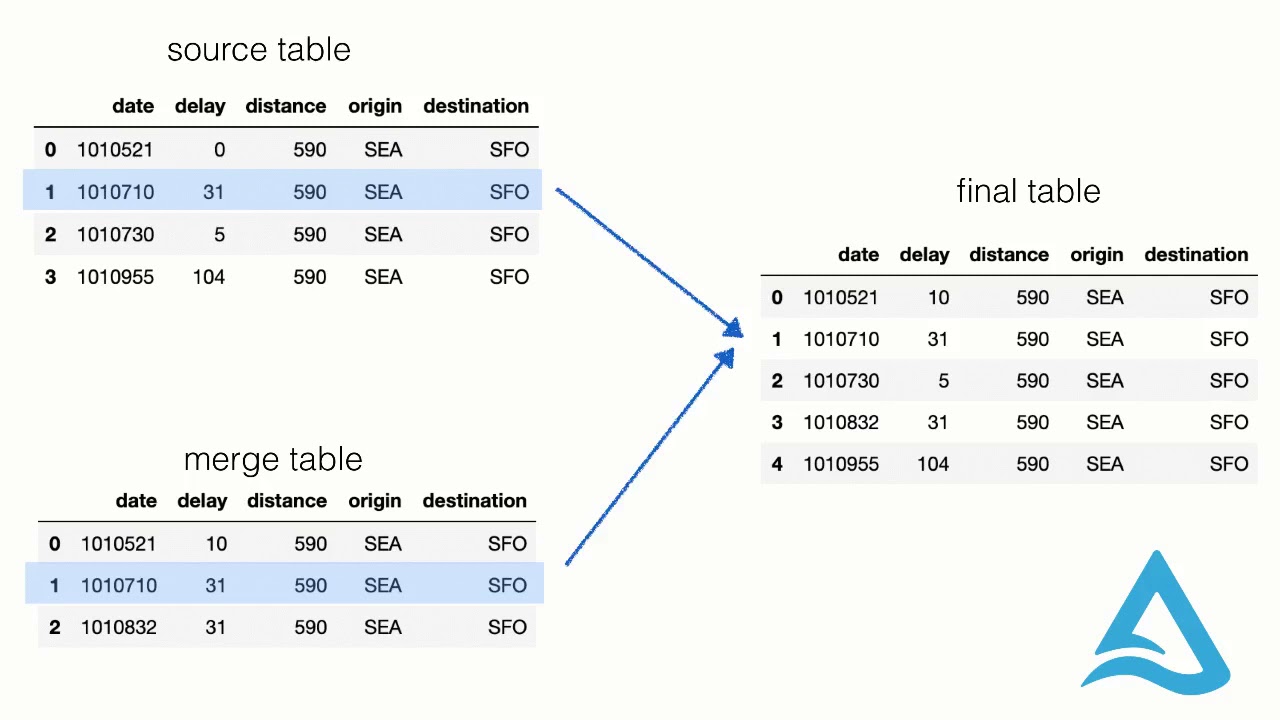 source table
date delay distance origin destination
0 1010521 0 590 SEA SFO
1 1010710 31 590 SEA SFO
2 1010730 5 590 SEA SFO
3 1010955 104 590 SEA SFO
merge table
date delay distance origin destination
0 1010521 10 590 SEA SFO
1 1010710 31 590 SEA SFO
2 1010832 31 590 SEA SFO
final table
date delay distance origin destination
0 1010521 10 590 SEA SFO
1 1010710 31 590 SEA SFO
2 1010730 5 590 SEA SFO
3 1010832 31 590 SEA SFO
4 1010955 104 590 SEA SFO